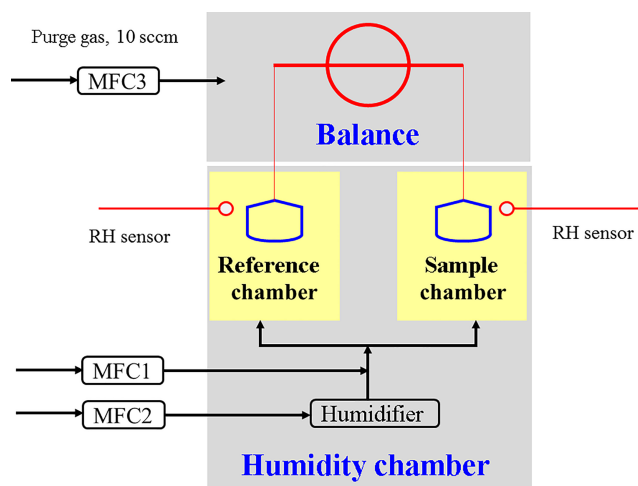 Purge gas, 10 sccm
MFC3
Balance
RH sensor
RH sensor
Reference
chamber
Sample
chamber
MFC1
MFC2
Humidifier
Humidity chamber